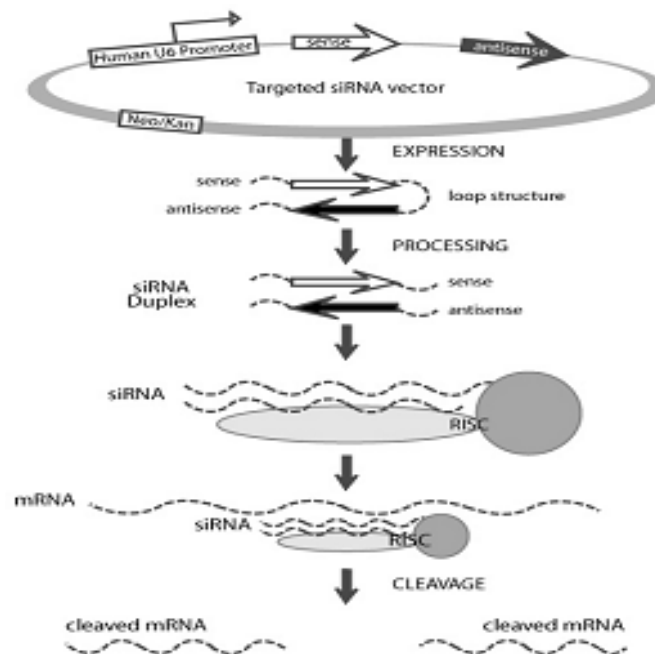 Human U6 Promoter
sense
antisense
Targeted siRNA vector
Neo/Kan
EXPRESSION
sense
antisense
loop structure
PROCESSING
siRNA
Duplex
sense
antisense
siRNA
RISC
mRNA
siRNA
RISC
CLEAVAGE
cleaved mRNA
cleaved mRNA